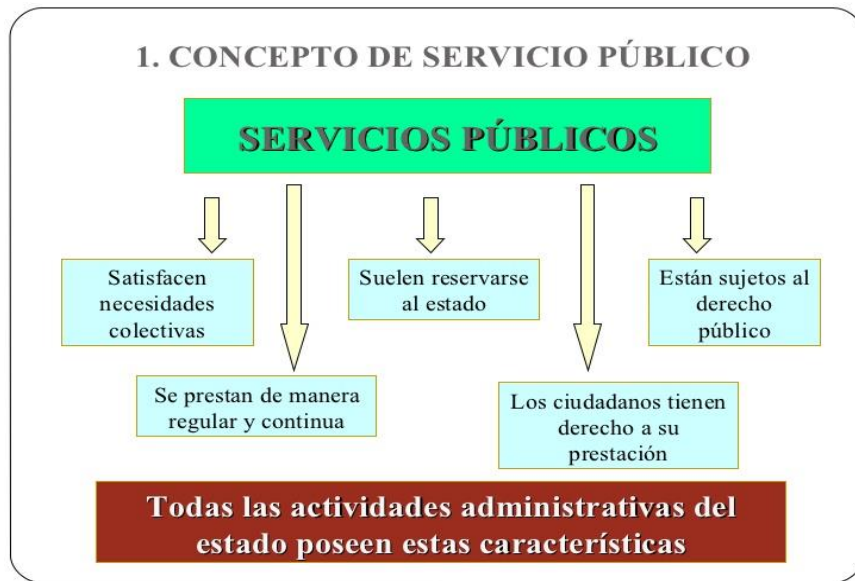 1. CONCEPTO DE SERVICIO PÚBLICO
SERVICIOS PÚBLICOS
Satisfacen
necesidades
colectivas
Suelen reservarse
al estado
Están sujetos al
derecho
público
Se prestan de manera
regular y continua
Los ciudadanos tienen
derecho a su
prestación
Todas las actividades administrativas del
estado poseen estas características